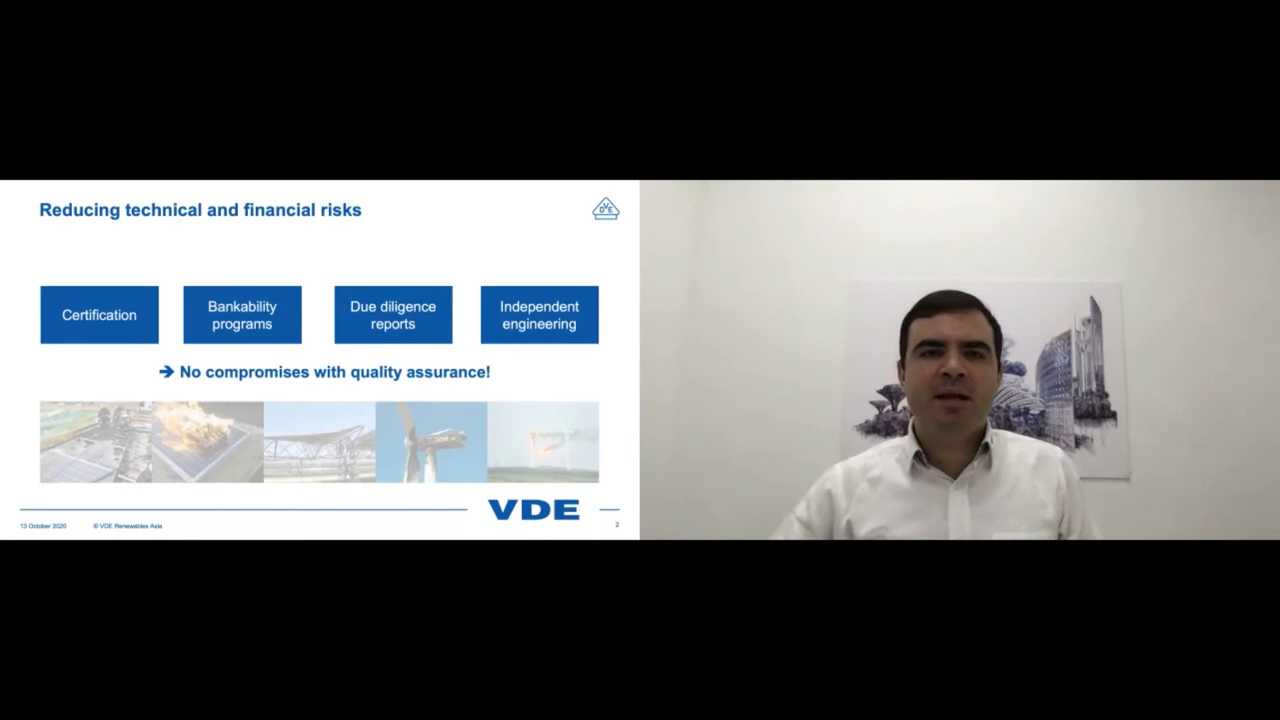 Reducing technical and financial risks
VDE
Certification
Bankability
programs
Due diligence
reports
Independent
engineering
➔ No compromises with quality assurance!
VDE
13 October 2020
© VDE Renewables Asia
2